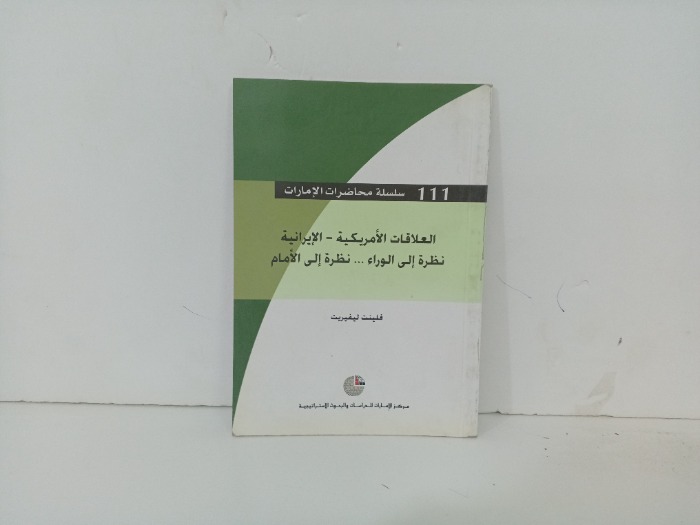 111 سلسلة محاضرات الإمارات
العلاقات الأمريكية - الإيرانية
نظرة إلى الوراء ... نظرة إلى الأمام
فلينت ليفيريت
مركز الإمارات للدراسات والبحوث الاستراتيجية